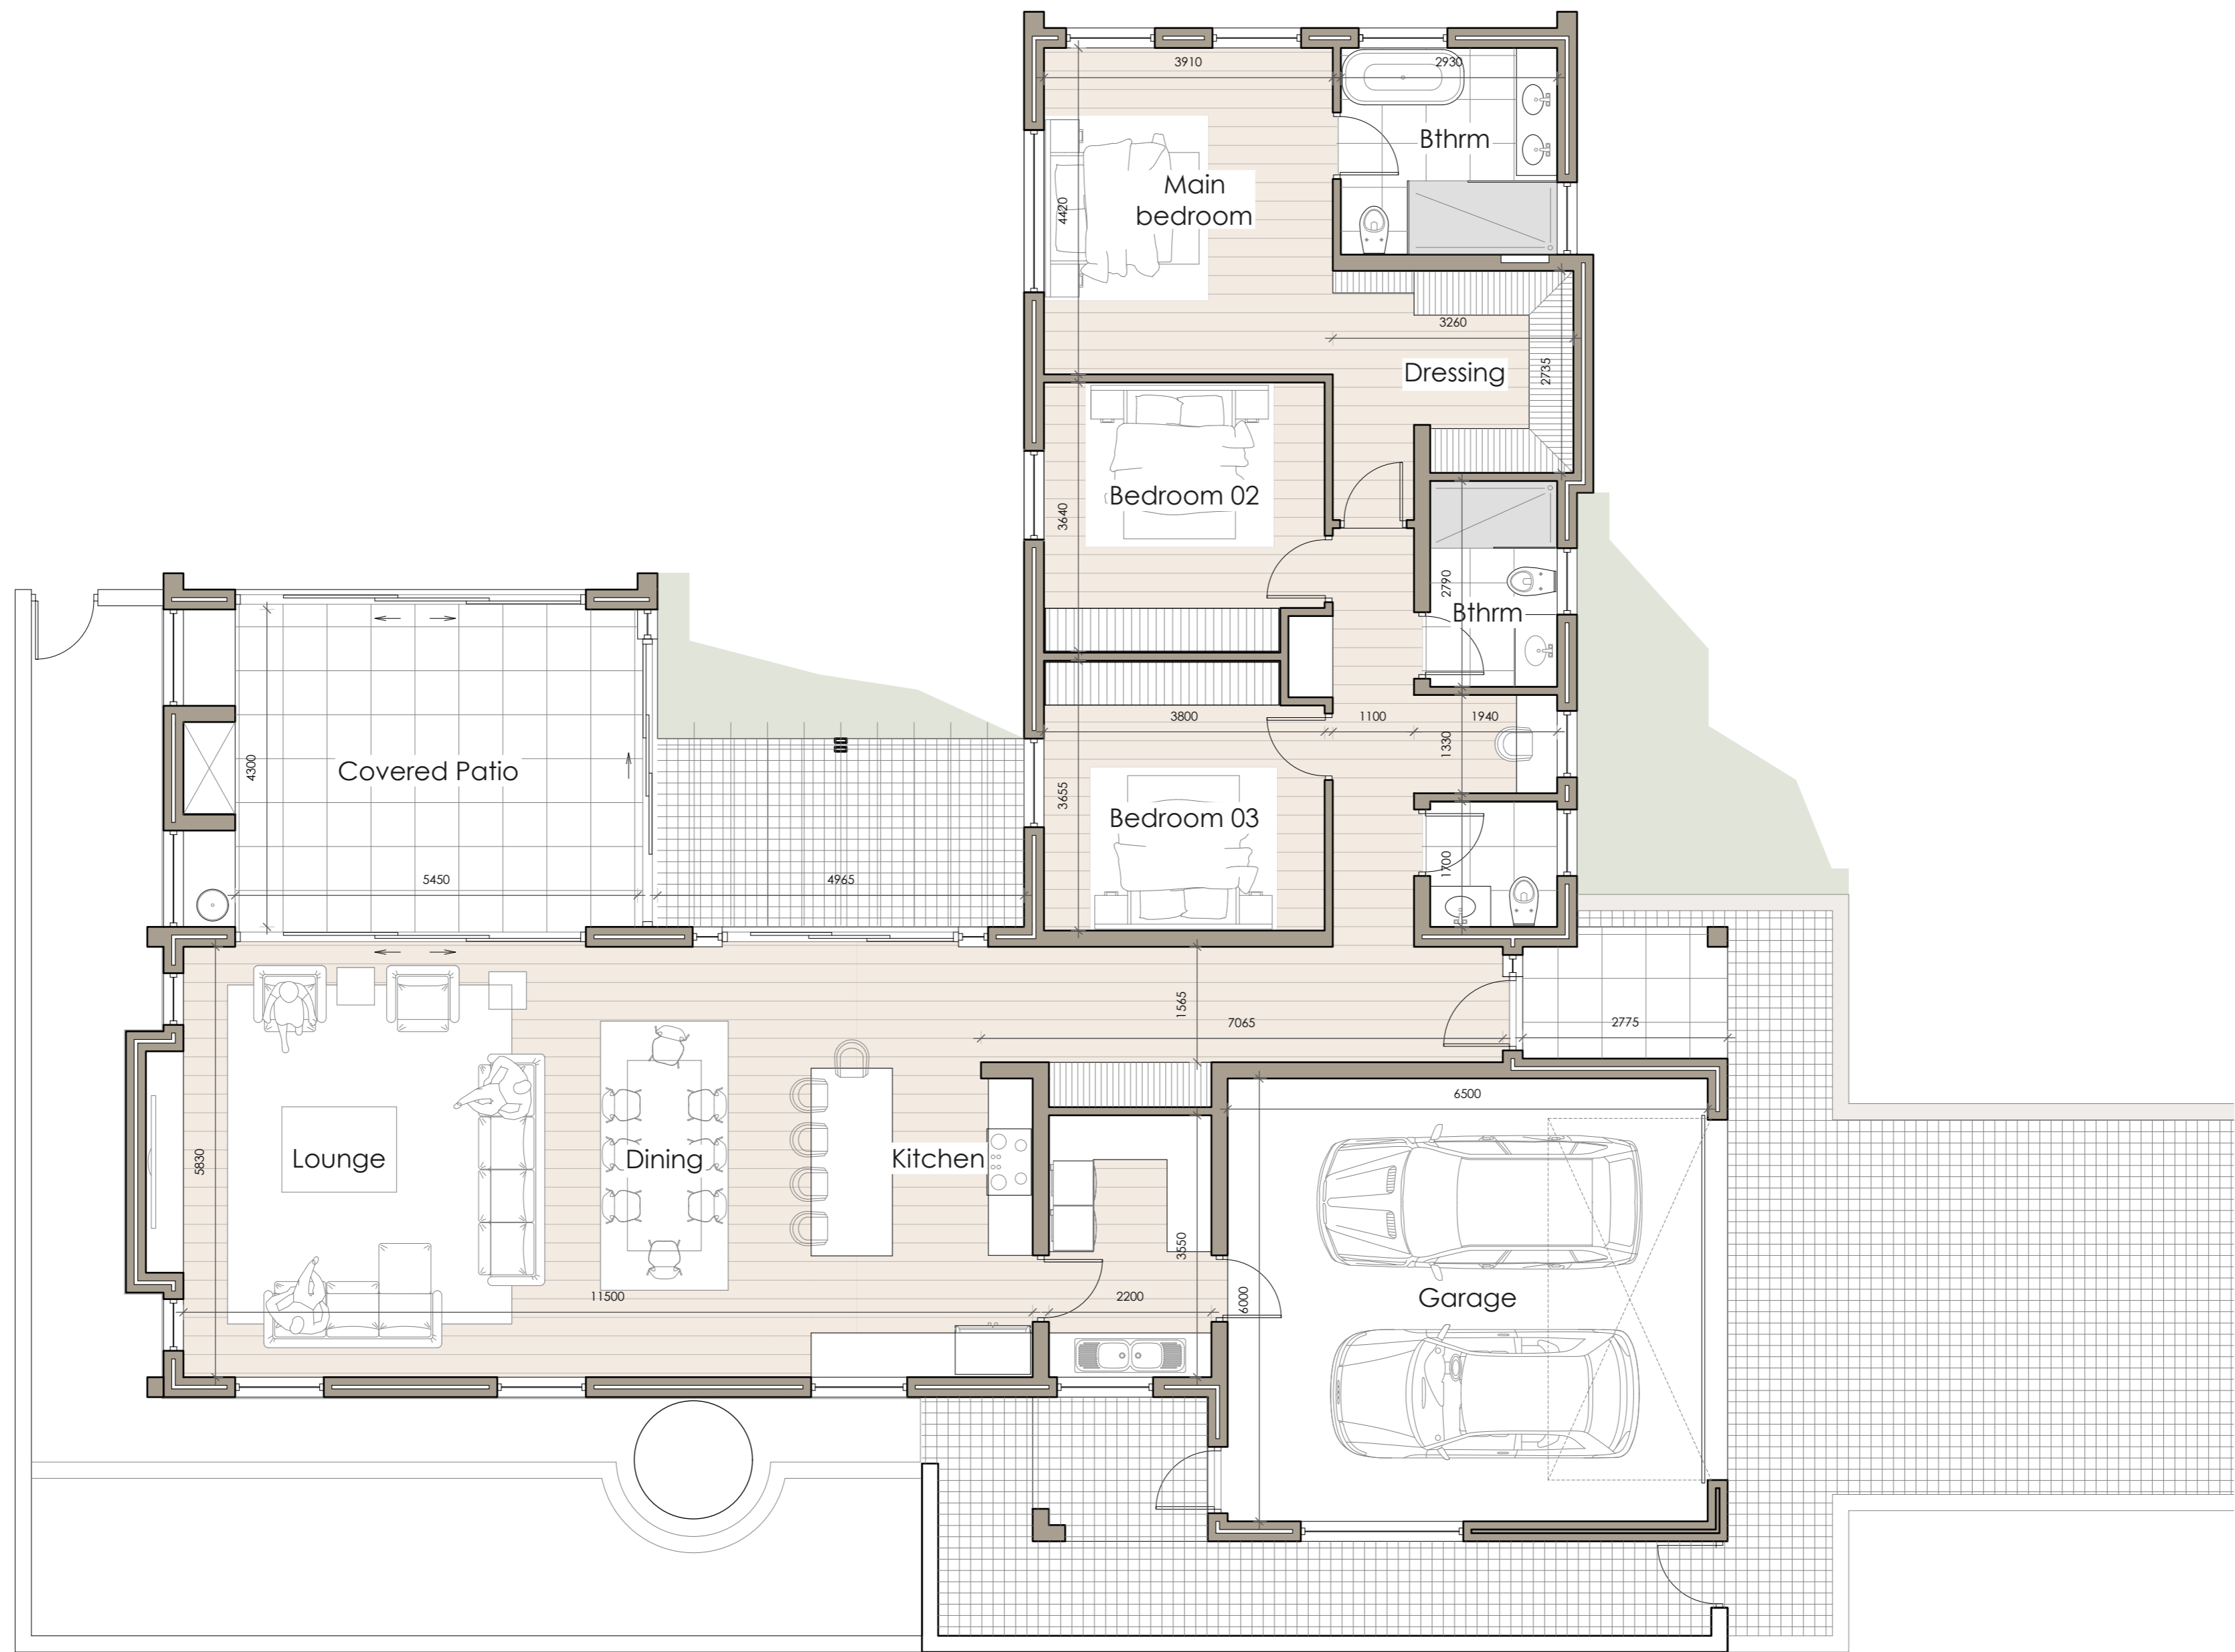 3910
2930
Bthrm
Main
bedroom
4420
3260
Dressing
2735
Bedroom 02
3640
2790
Bthrm
3800
1100
1940
1330
Covered Patio
4300
3655
Bedroom 03
1700
5450
4965
1565
7065
2775
6500
Lounge
5830
Dining
Kitchen
3550
11500
2200
6000
Garage